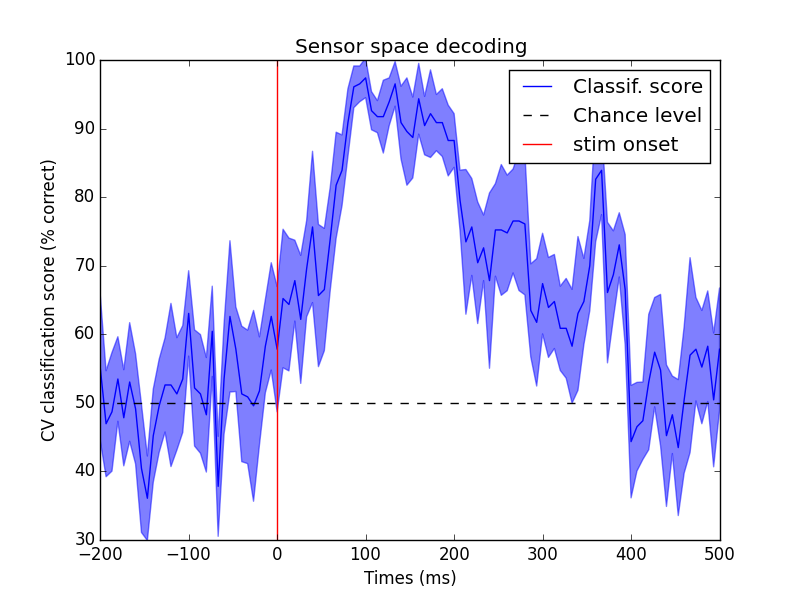 Sensor space decoding
Classif. score
Chance level
stim onset
CV classification score (% correct)
100
90
80
70
60
50
40
30
−200
−100
0
100
200
300
400
500
Times (ms)